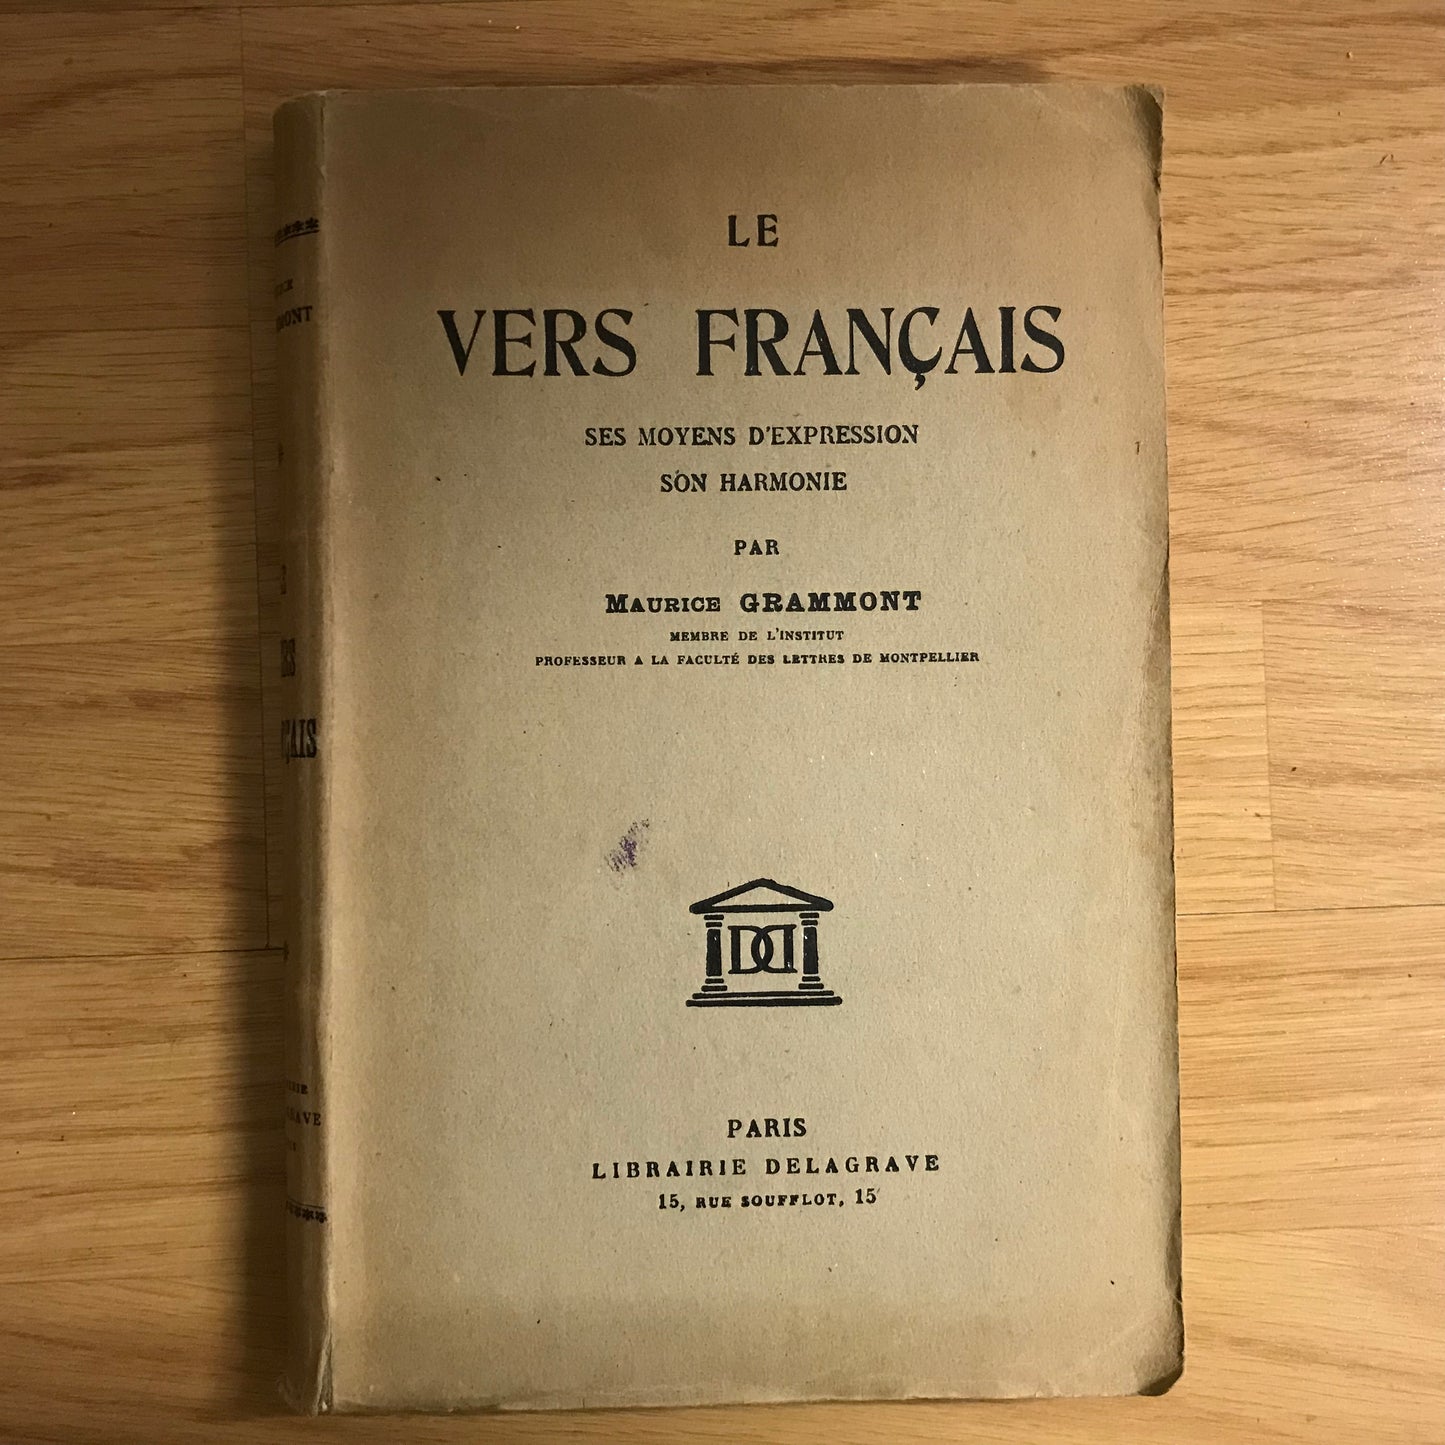 LE
VERS FRANÇAIS
SES MOYENS D'EXPRESSION
SON HARMONIE
PAR
MAURICE GRAMMONT
MEMBRE DE L'INSTITUT
PROFESSEUR A LA FACULTÉ DES LETTRES DE MONTPELLIER
DD
PARIS
LIBRAIRIE DELAGRAVE
15, RUE SOUFFLOT, 15